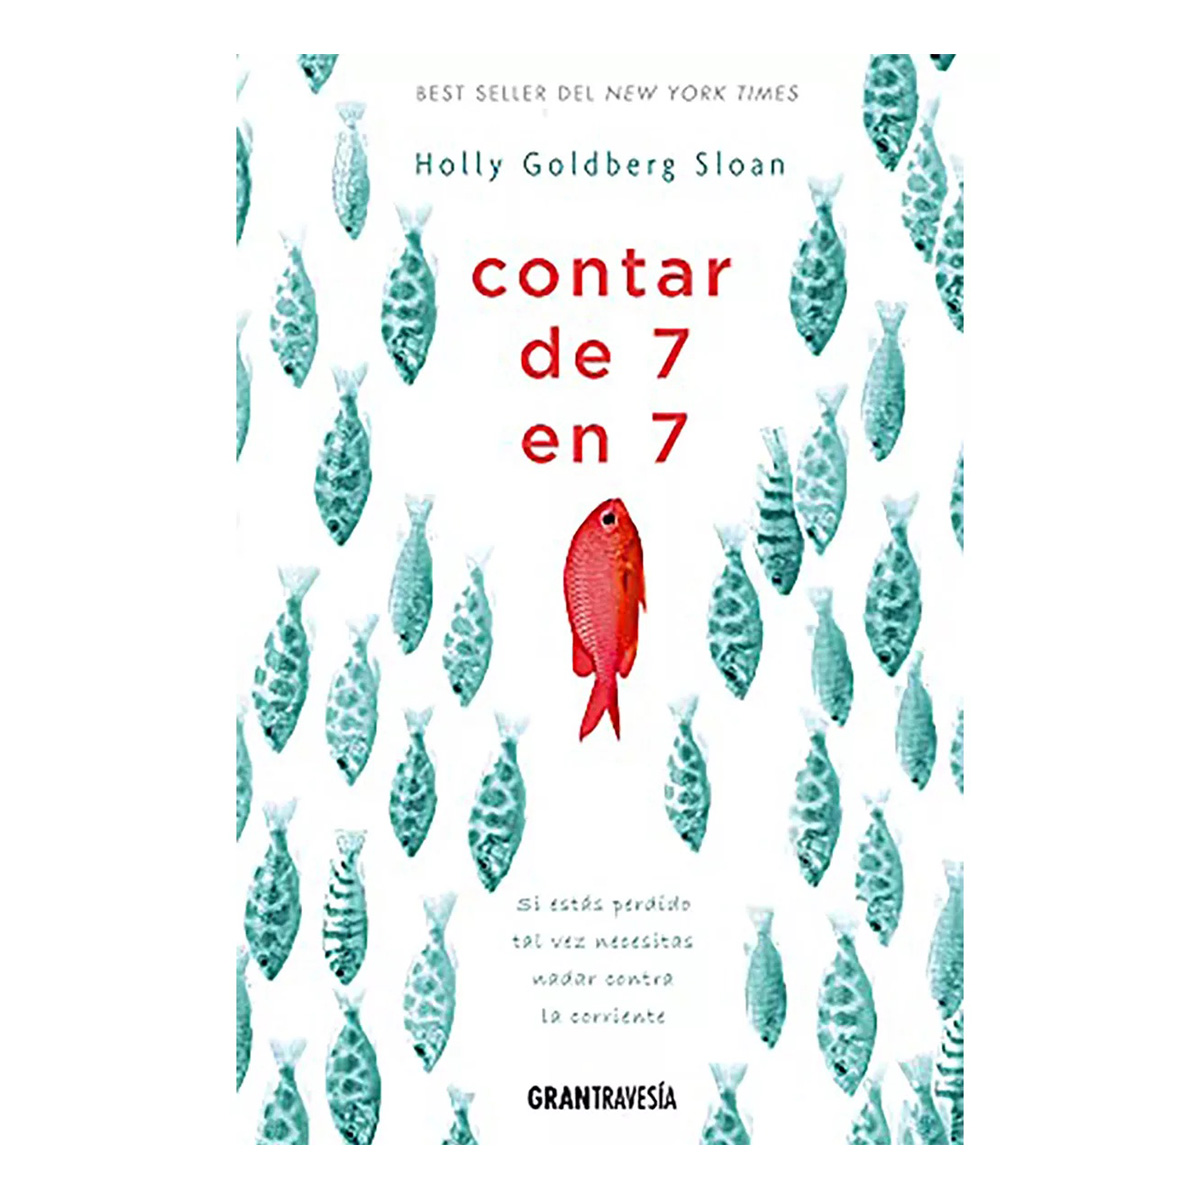 BEST SELLER DEL NEW YORK TIMES
Holly Goldberg Sloan
contar
de 7
en 7
Si estás perdido
tal vez necesitas
nadar contra
la corriente
GRANTRAVESÍA